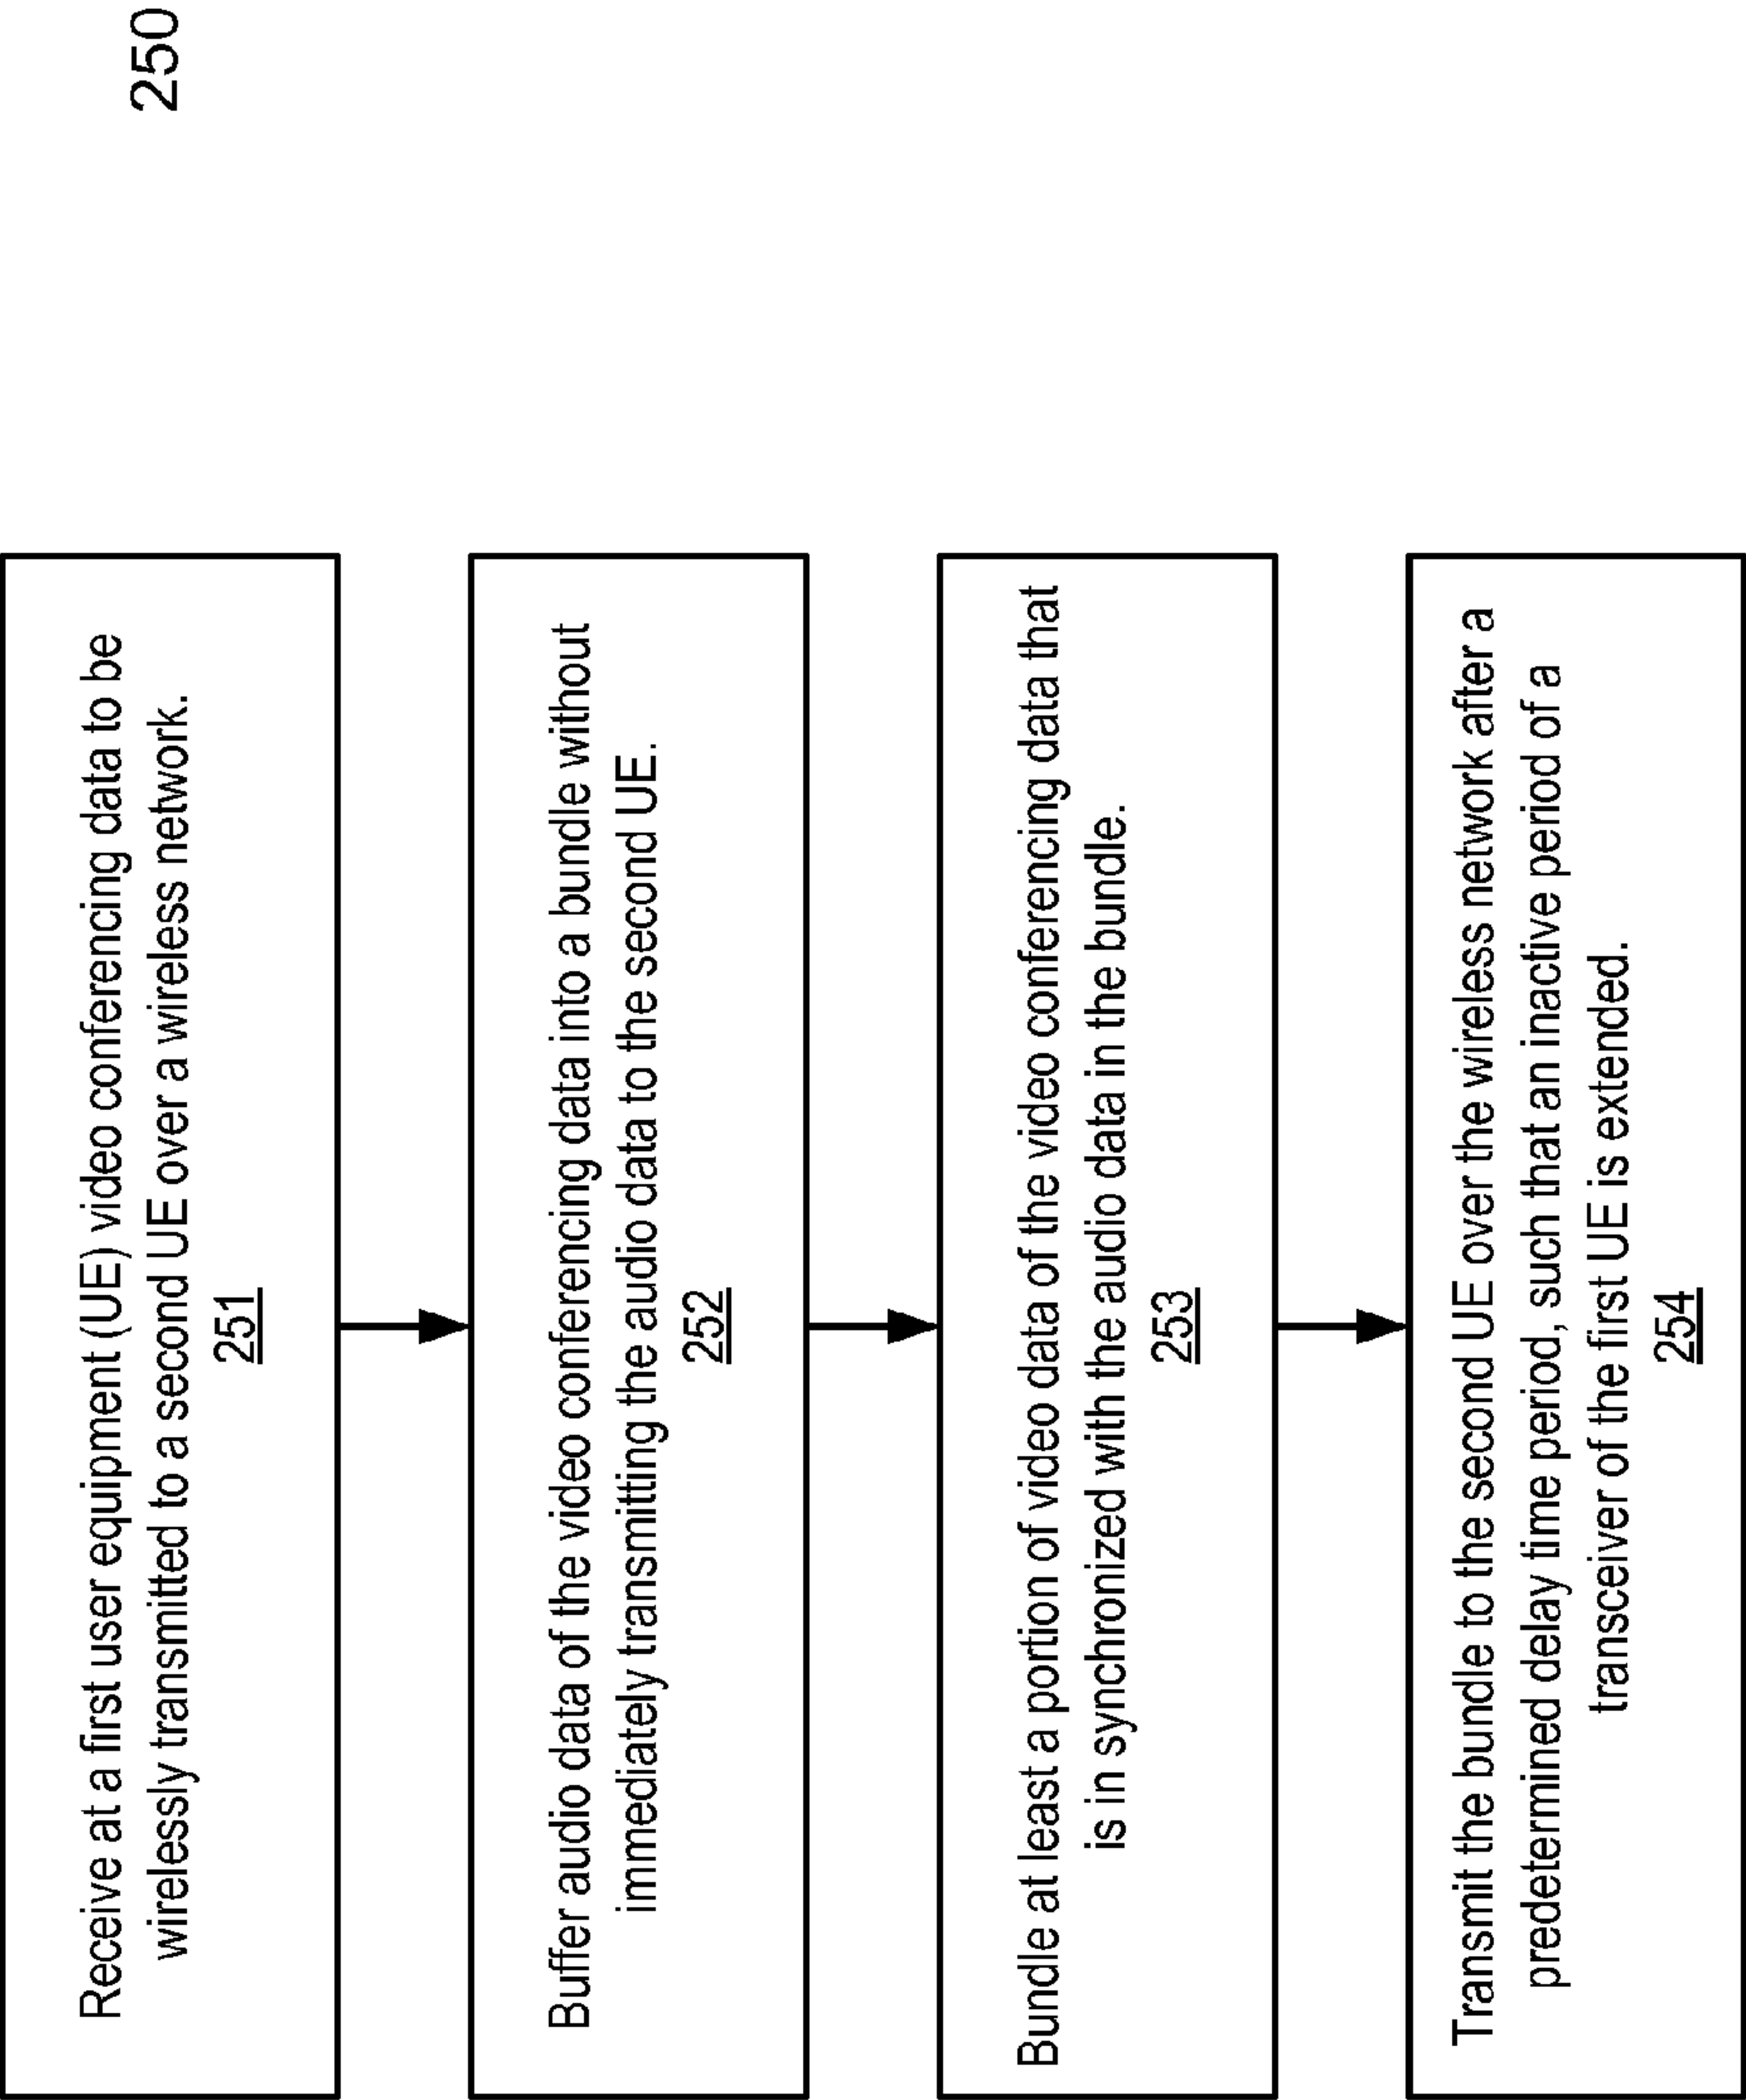 250
Receive at a first user equipment (UE) video conferencing data to be
wirelessly transmitted to a second UE over a wireless network.
251
Buffer audio data of the video conferencing data into a bundle without
immediately transmitting the audio data to the second UE.
252
Bundle at least a portion of video data of the video conferencing data that
is in synchronized with the audio data in the bundle.
253
Transmit the bundle to the second UE over the wireless network after a
predetermined delay time period, such that an inactive period of a
transceiver of the first UE is extended.
254